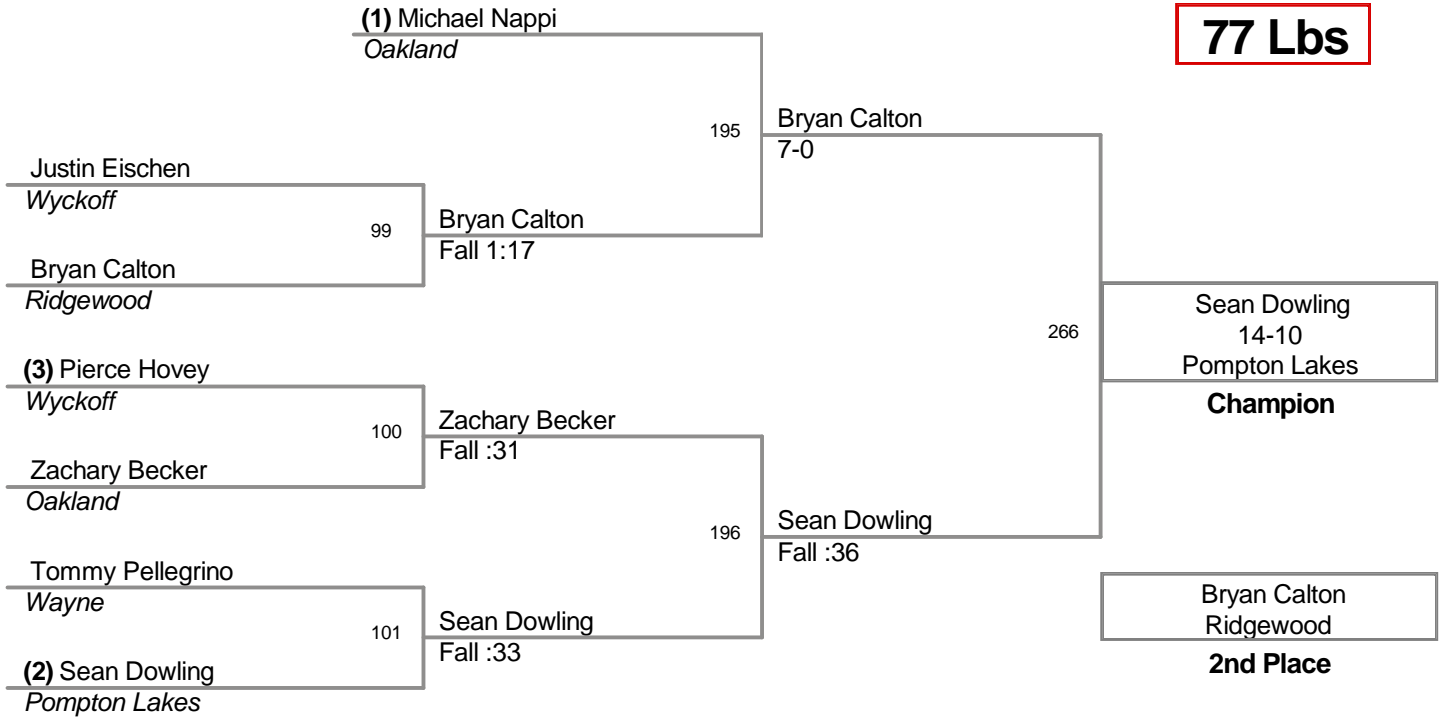 (1) Michael Nappi
Oakland
77 Lbs
195
Bryan Calton
7-0
Justin Eischen
Wyckoff
99
Bryan Calton
Fall 1:17
Bryan Calton
Ridgewood
266
Sean Dowling
14-10
Pompton Lakes
Champion
(3) Pierce Hovey
Wyckoff
100
Zachary Becker
Fall :31
Zachary Becker
Oakland
196
Sean Dowling
Fall :36
Tommy Pellegrino
Wayne
101
Sean Dowling
Fall :33
(2) Sean Dowling
Pompton Lakes
Bryan Calton
Ridgewood
2nd Place